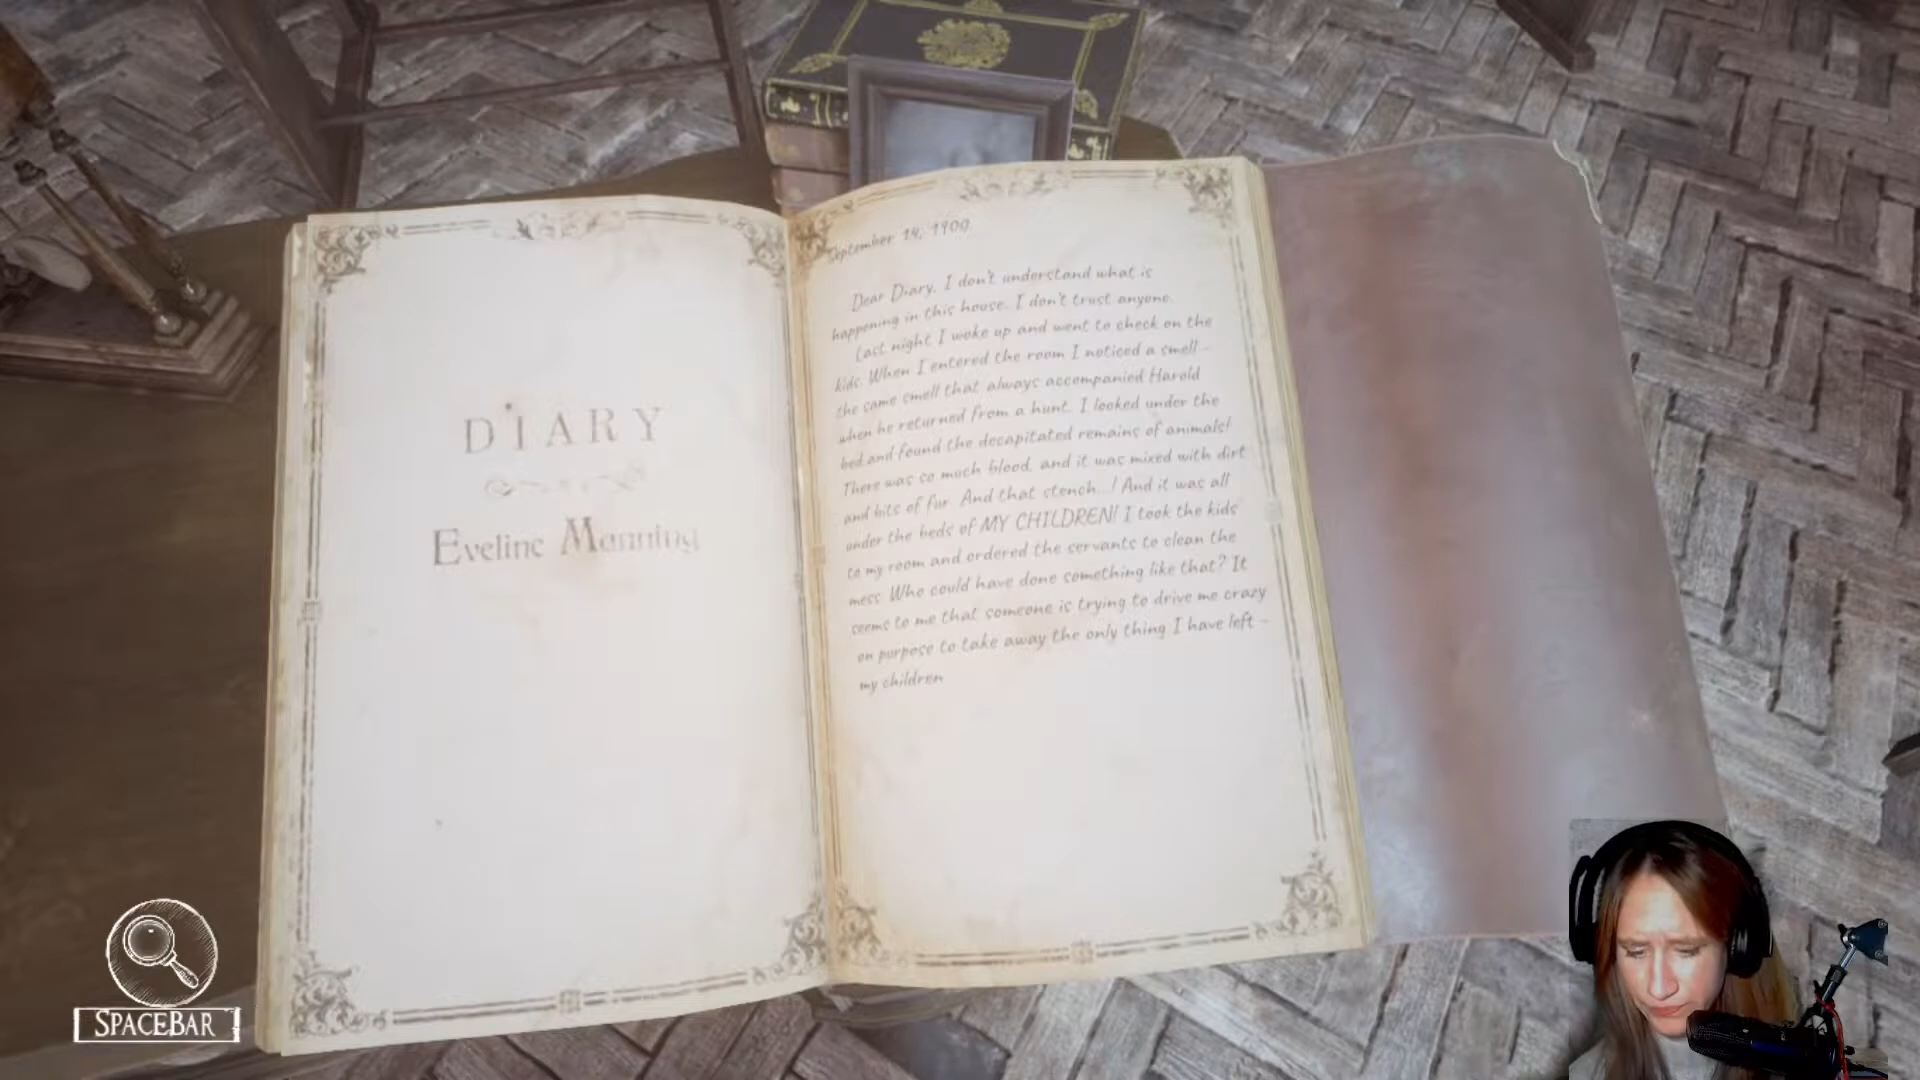 DIARY
Eveline Manning
September 14, 1900
Dear Diary, I don't understand what is
happening in this house. I don't trust anyone.
Last night I woke up and went to check on the
kids. When I entered the room I noticed a smell -
the same smell that always accompanied Harold
when he returned from a hunt. I looked under the
bed and found the decapitated remains of animals!
There was so much blood, and it was mixed with dirt
and bits of fur. And that stench...! And it was all
under the beds of MY CHILDREN! I took the kids
to my room and ordered the servants to clean the
mess. Who could have done something like that? It
seems to me that someone is trying to drive me crazy
on purpose to take away the only thing I have left -
my children
SPACEBAR